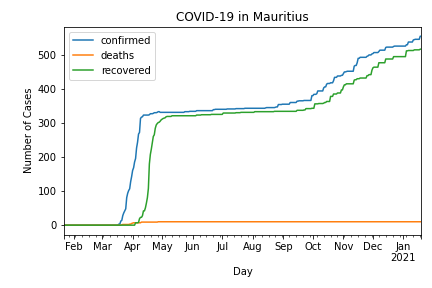 COVID-19 in Mauritius
confirmed
deaths
recovered
Number of Cases
500
400
300
200
100
0
Feb Mar Apr May Jun Jul Aug Sep Oct Nov Dec Jan
2021
Day